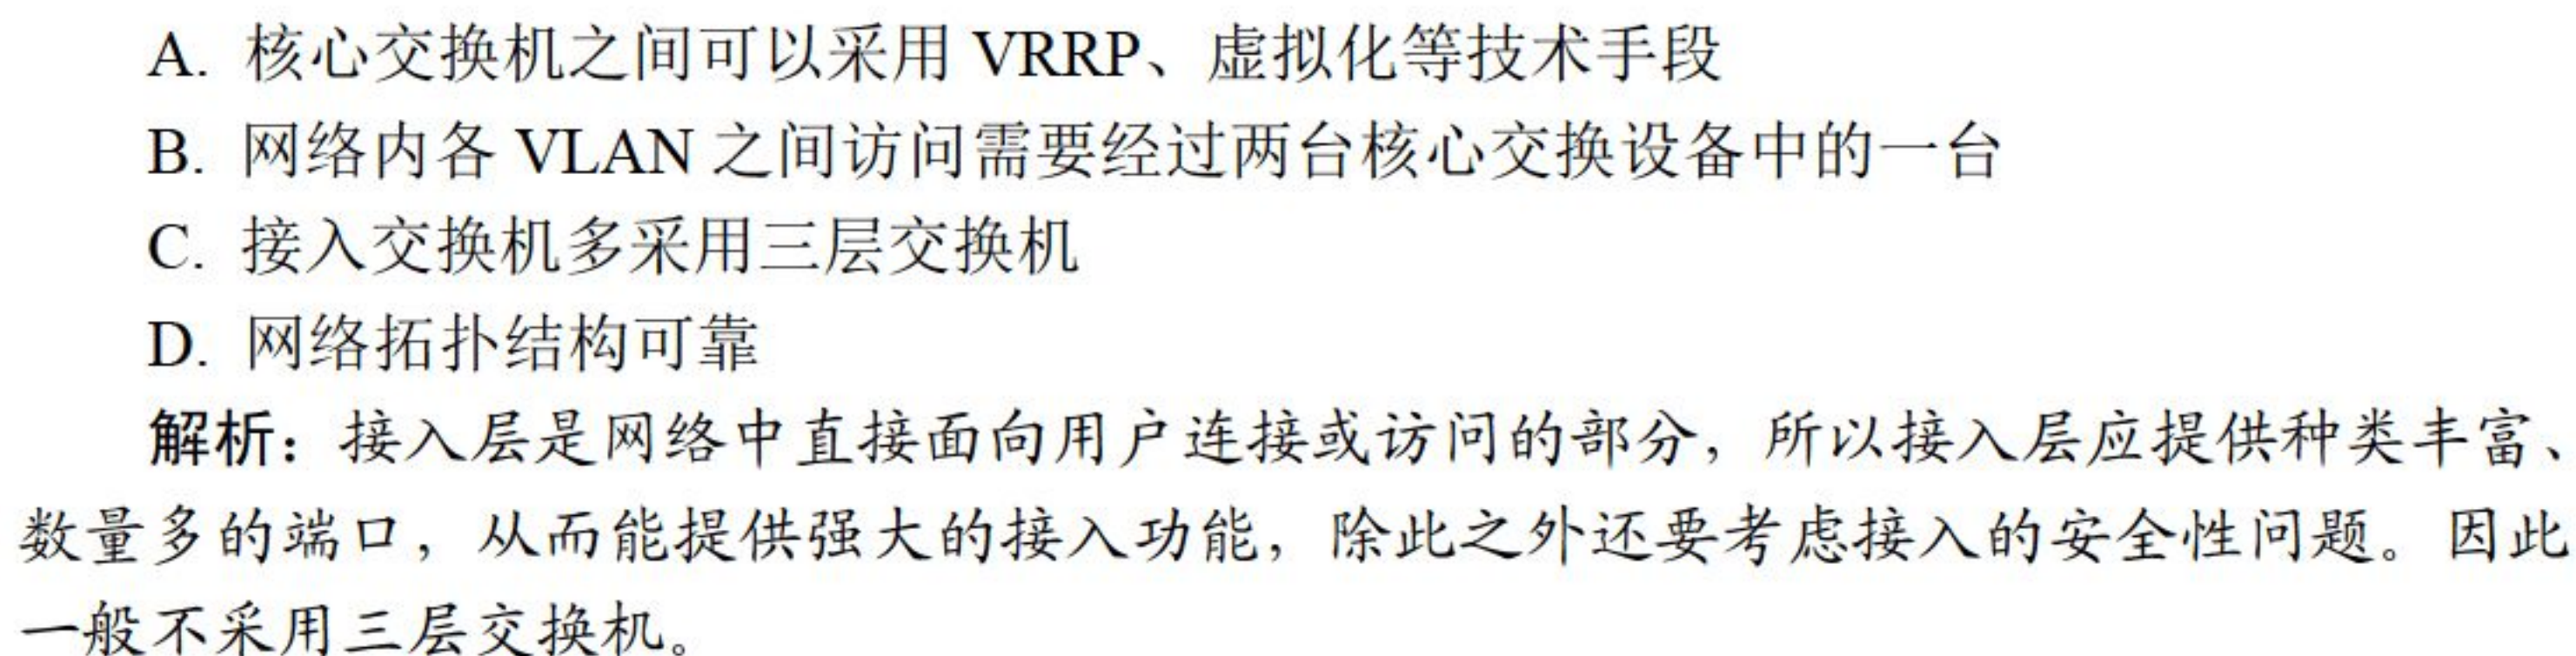 A. 核心交换机之间可以采用 VRRP、虚拟化等技术手段
B. 网络内各 VLAN 之间访问需要经过两台核心交换设备中的一台
C. 接入交换机多采用三层交换机
D. 网络拓扑结构可靠
解析：接入层是网络中直接面向用户连接或访问的部分，所以接入层应提供种类丰富、
数量多的端口，从而能提供强大的接入功能，除此之外还要考虑接入的安全性问题。因此
一般不采用三层交换机。